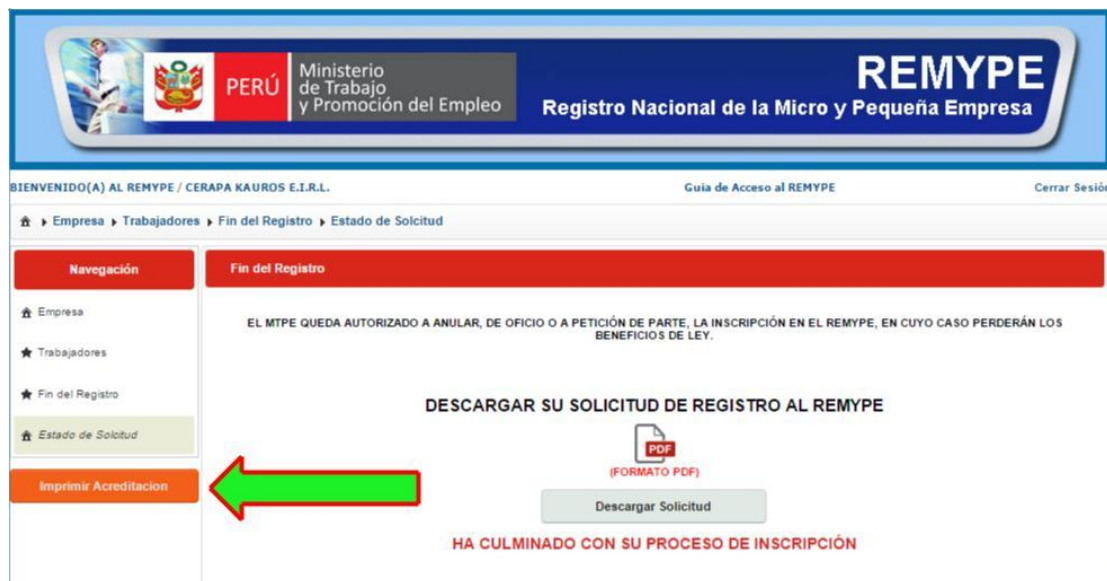 PERÚ
Ministerio
de Trabajo
y Promoción del Empleo
REMYPE
Registro Nacional de la Micro y Pequeña Empresa
BIENVENIDO(A) AL REMYPE / CERAPA KAUROS E.I.R.L.
Guia de Acceso al REMYPE
Cerrar Sesión
Empresa Trabajadores Fin del Registro Estado de Solcitud
Navegación
Fin del Registro
Empresa
Trabajadores
Fin del Registro
Estado de Solcitud
Imprimir Acreditacion
EL MTPE QUEDA AUTORIZADO A ANULAR, DE OFICIO O A PETICIÓN DE PARTE, LA INSCRIPCIÓN EN EL REMYPE, EN CUYO CASO PERDERÁN LOS
BENEFICIOS DE LEY.
DESCARGAR SU SOLICITUD DE REGISTRO AL REMYPE
PDF
(FORMATO PDF)
Descargar Solicitud
HA CULMINADO CON SU PROCESO DE INSCRIPCIÓN